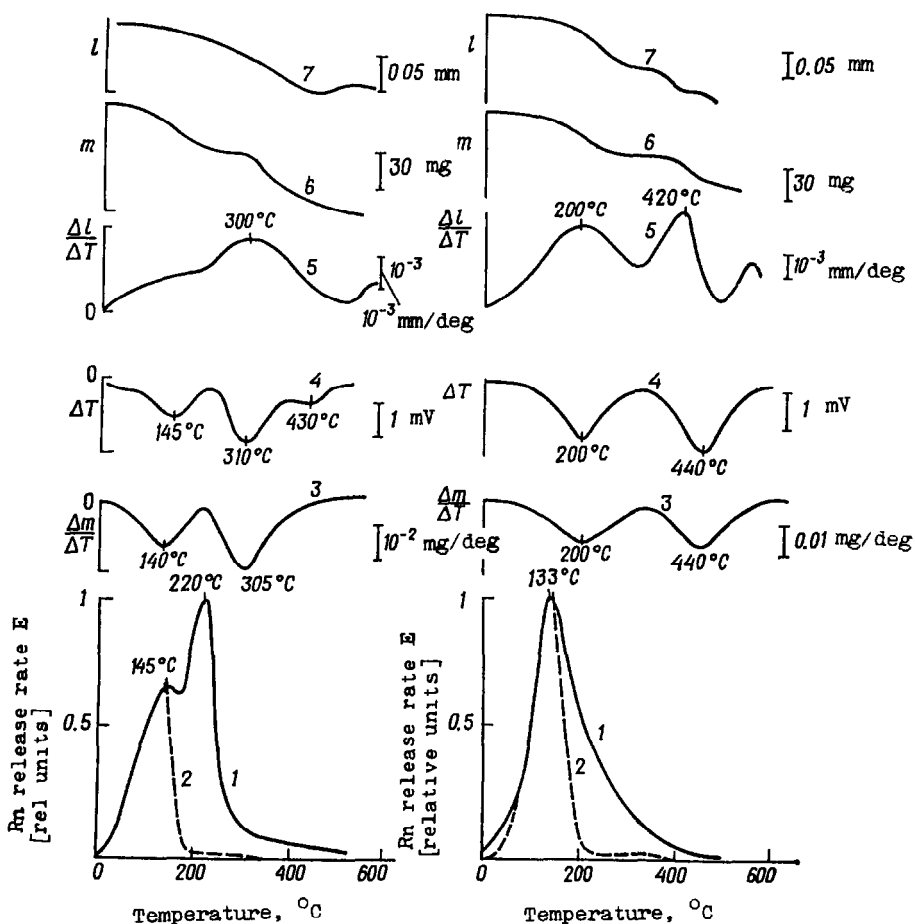 l
7
05 mm
m
6
30 mg
300°C
Δl
ΔT
5
10-3
10-3 mm/deg
0
0
ΔT
4
145°C
310°C
430°C
1 mV
0
Δm
ΔT
3
140°C
305°C
10-2 mg/deg
220°C
1
145°C
0.5
2
1
Rn release rate E
[rel units]
0
200
400
600
Temperature, °C
l
7
0.05 mm
m
6
30 mg
200°C
420°C
Δl
ΔT
5
10-3 mm/deg
ΔT
4
200°C
440°C
1 mV
Δm
ΔT
3
200°C
440°C
0.01 mg/deg
133°C
1
0.5
1
2
Rn release rate E
[relative units]
0
200
400
600
Temperature, °C